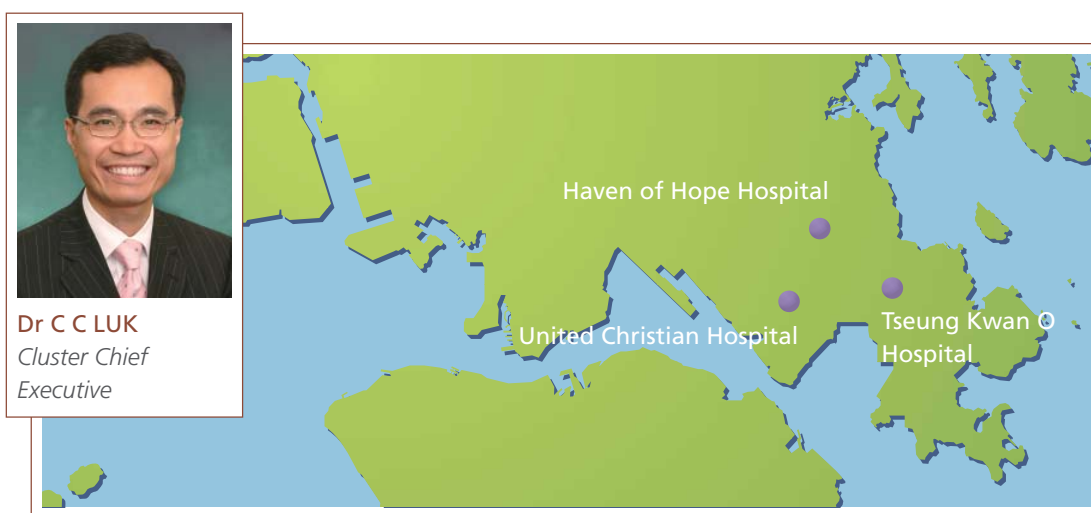 Dr C C LUK
Cluster Chief
Executive
Haven of Hope Hospital
United Christian Hospital
Tseung Kwan O
Hospital